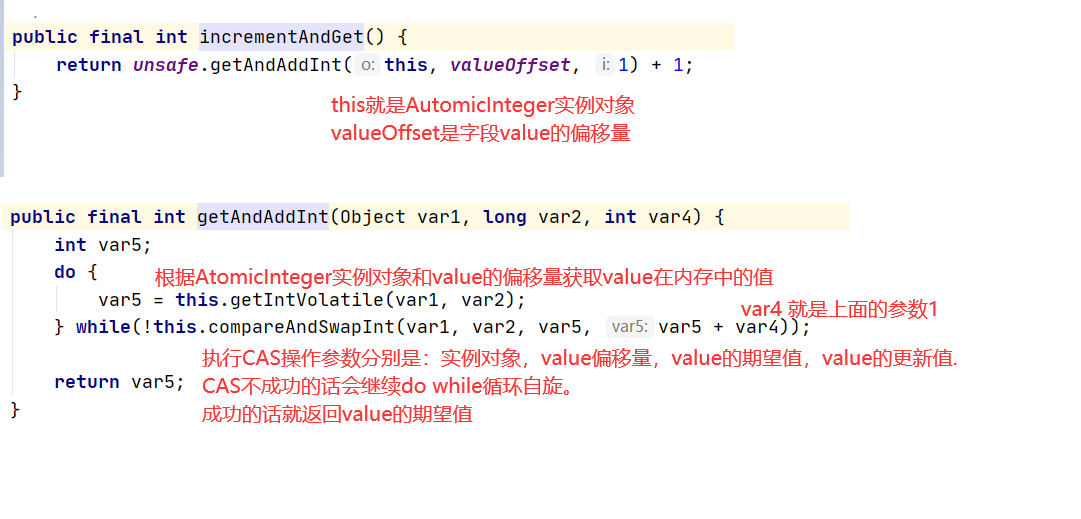 public final int incrementAndGet() {
return unsafe.getAndAddInt( o: this, valueOffset, i: 1) + 1;
}
this就是AutomicInteger实例对象
valueOffset是字段value的偏移量
public final int getAndAddInt(Object var1, long var2, int var4) {
int var5;
do {
根据AtomicInteger实例对象和value的偏移量获取value在内存中的值
var5 = this.getIntVolatile(var1, var2);
var4 就是上面的参数1
} while(!this.compareAndSwapInt(var1, var2, var5, var5: var5 + var4));
执行CAS操作参数分别是：实例对象，value偏移量，value的期望值，value的更新值.
return var5;
CAS不成功的话会继续do while循环自旋。
}
成功的话就返回value的期望值